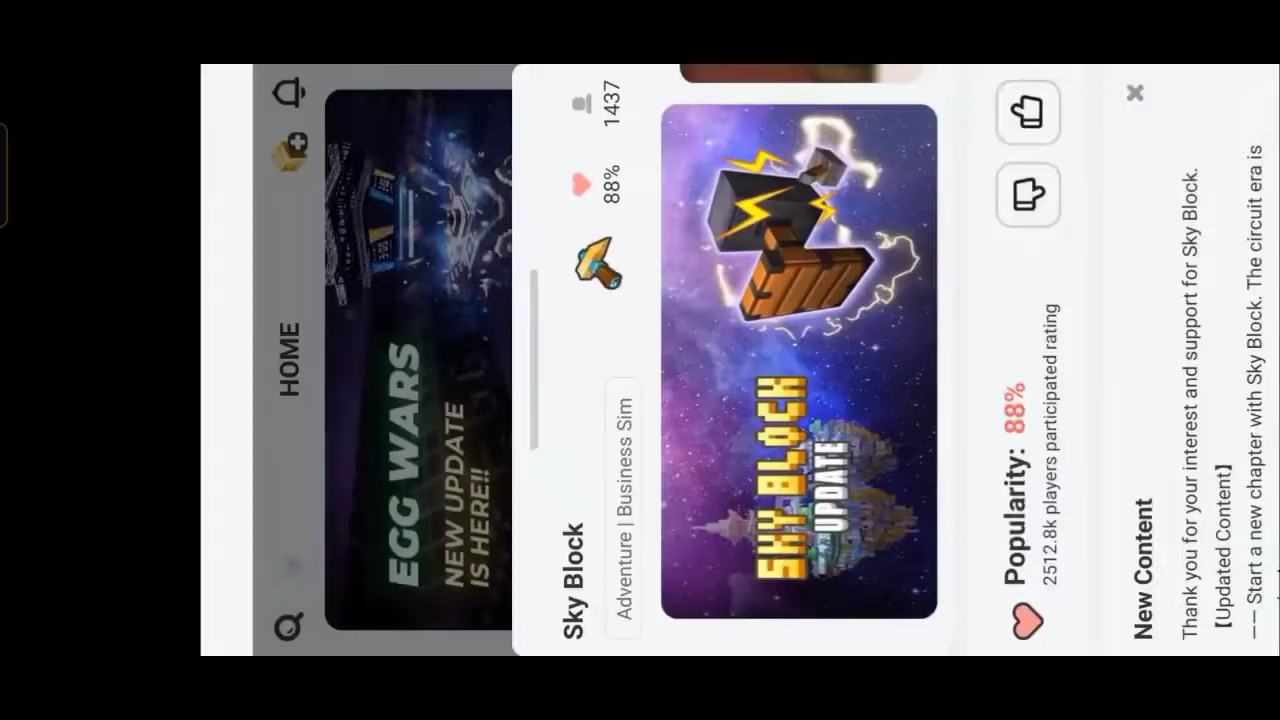 HOME
EGG WARS
NEW UPDATE
IS HERE!!
Sky Block
88%
1437
Adventure | Business Sim
SKY BLOCK
UPDATE
Popularity: 88%
2512.8k players participated rating
New Content
Thank you for your interest and support for Sky Block.
【Updated Content】
—— Start a new chapter with Sky Block. The circuit era is